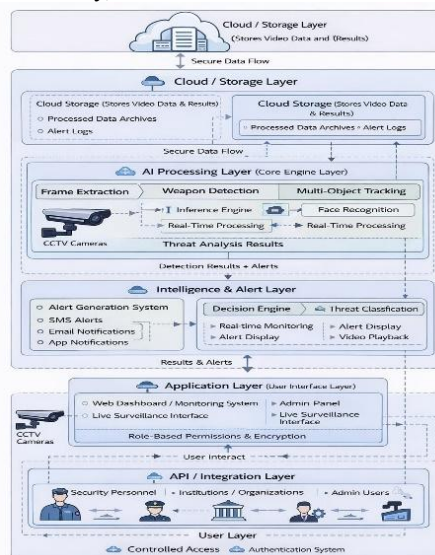 Cloud / Storage Layer
(Stores Video Data and (Results)
Secure Data Flow
Cloud / Storage Layer
Cloud Storage (Stores Video Data & Results)
Processed Data Archives
Alert Logs
Cloud Storage (Stores Video Data & Results)
Processed Data Archives • Alert Logs
Secure Data Flow
AI Processing Layer (Core Engine Layer)
Frame Extraction
Weapon Detection
Multi-Object Tracking
Inference Engine
Face Recognition
Real-Time Processing
Real-Time Processing
CCTV Cameras
Threat Analysis Results
Detection Results + Alerts
Intelligence & Alert Layer
Alert Generation System
SMS Alerts
Email Notifications
App Notifications
Decision Engine
Threat Classfication
Real-time Monitoring
Alert Display
Alert Display
Video Playback
Results & Alerts
Application Layer (User Interface Layer)
Web Dashboard / Monitoring System
Live Surveillance Interface
Admin Panel
Live Surveillance
Interface
CCTV
Cameras
Role-Based Permissions & Encryption
User Interact
API / Integration Layer
Security Personnel
• Institutions / Organizations
• Admin Users
User Layer
Controlled Access
Authentication System